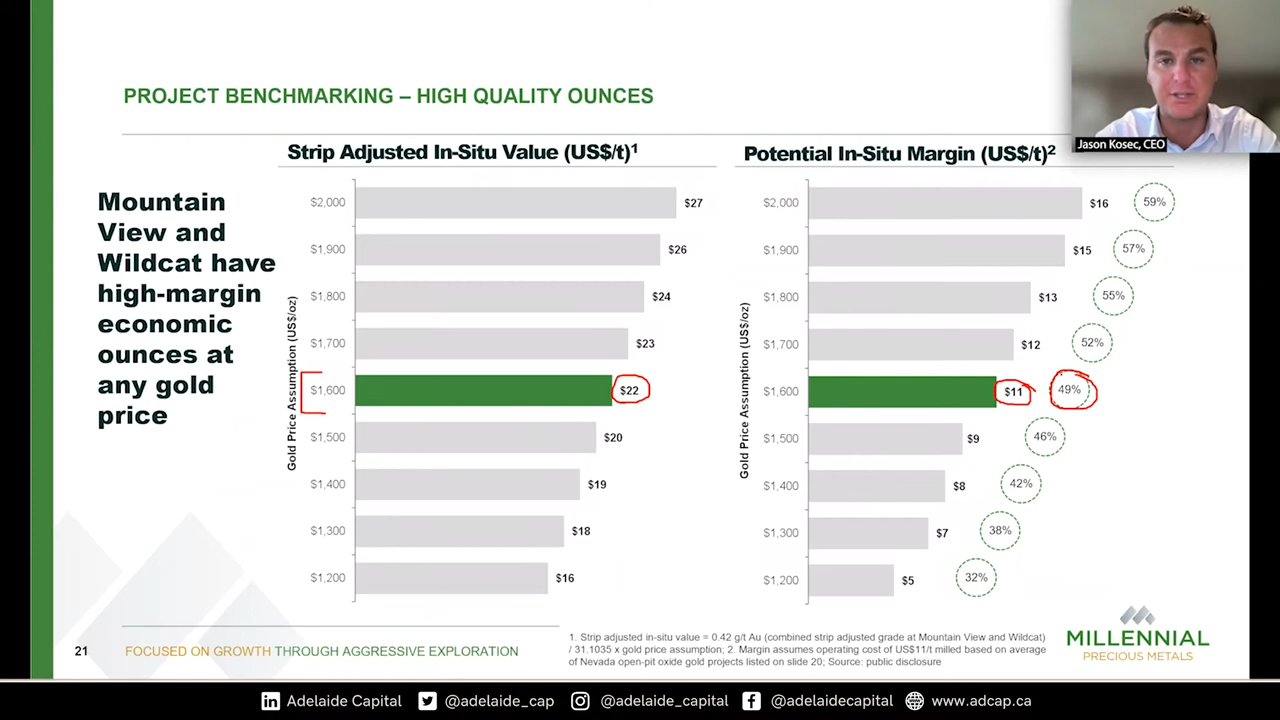 Jason Kosec, CEO
PROJECT BENCHMARKING – HIGH QUALITY OUNCES
Mountain
View and
Wildcat have
high-margin
economic
ounces at
any gold
price
Strip Adjusted In-Situ Value (US$/t)1
Gold Price Assumption (US$/oz)
$2,000 $27
$1,900 $26
$1,800 $24
$1,700 $23
$1,600 $22
$1,500 $20
$1,400 $19
$1,300 $18
$1,200 $16
Potential In-Situ Margin (US$/t)2
Gold Price Assumption (US$/oz)
$2,000 $16 59%
$1,900 $15 57%
$1,800 $13 55%
$1,700 $12 52%
$1,600 $11 49%
$1,500 $9 46%
$1,400 $8 42%
$1,300 $7 38%
$1,200 $5 32%
21
FOCUSED ON GROWTH THROUGH AGGRESSIVE EXPLORATION
1. Strip adjusted in-situ value = 0.42 g/t Au (combined strip adjusted grade at Mountain View and Wildcat)
/ 31.1035 x gold price assumption; 2. Margin assumes operating cost of US$11/t milled based on average
of Nevada open-pit oxide gold projects listed on slide 20; Source: public disclosure
MILLENNIAL
PRECIOUS METALS
Adelaide Capital @adelaide_cap @adelaide_capital @adelaidecapital www.adcap.ca